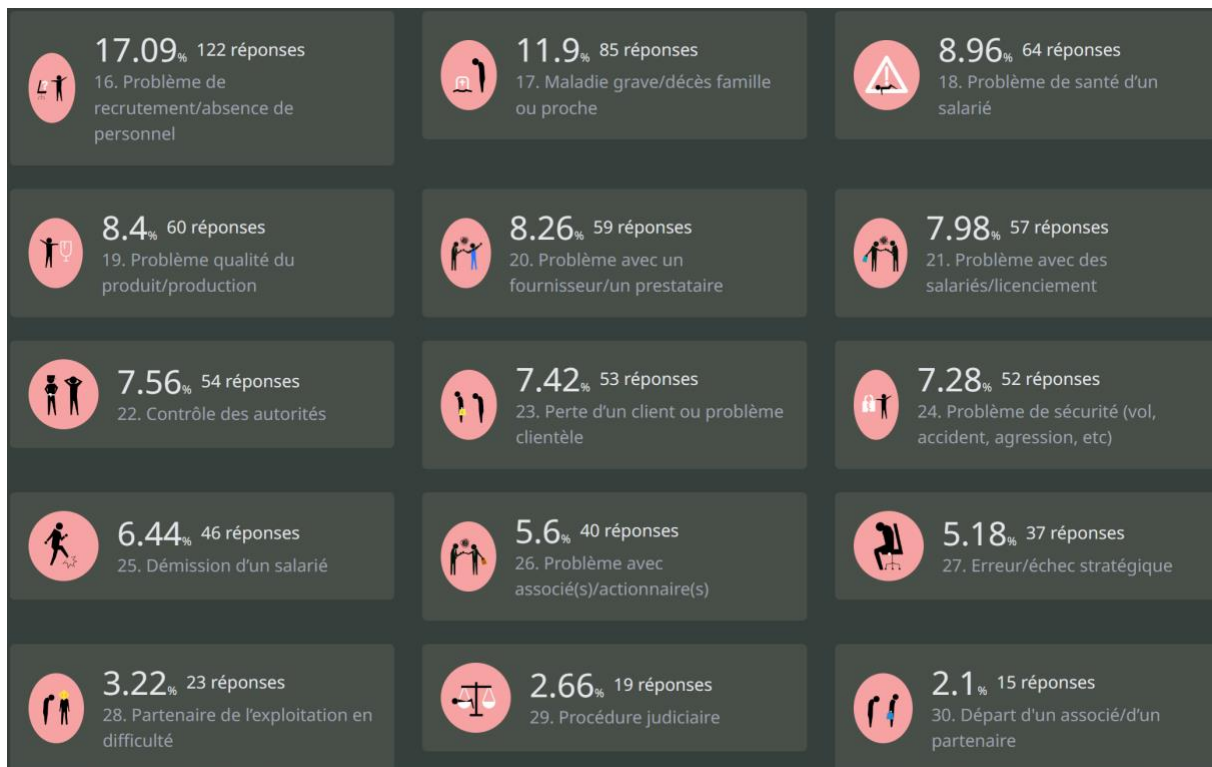 17.09% 122 réponses
16. Problème de
recrutement/absence de
personnel
11.9% 85 réponses
17. Maladie grave/décès famille
ou proche
8.96% 64 réponses
18. Problème de santé d’un
salarié
8.4% 60 réponses
19. Problème qualité du
produit/production
8.26% 59 réponses
20. Problème avec un
fournisseur/un prestataire
7.98% 57 réponses
21. Problème avec des
salariés/licenciement
7.56% 54 réponses
22. Contrôle des autorités
7.42% 53 réponses
23. Perte d’un client ou problème
clientèle
7.28% 52 réponses
24. Problème de sécurité (vol,
accident, agression, etc)
6.44% 46 réponses
25. Démission d’un salarié
5.6% 40 réponses
26. Problème avec
associé(s)/actionnaire(s)
5.18% 37 réponses
27. Erreur/échec stratégique
3.22% 23 réponses
28. Partenaire de l’exploitation en
difficulté
2.66% 19 réponses
29. Procédure judiciaire
2.1% 15 réponses
30. Départ d'un associé/d’un
partenaire